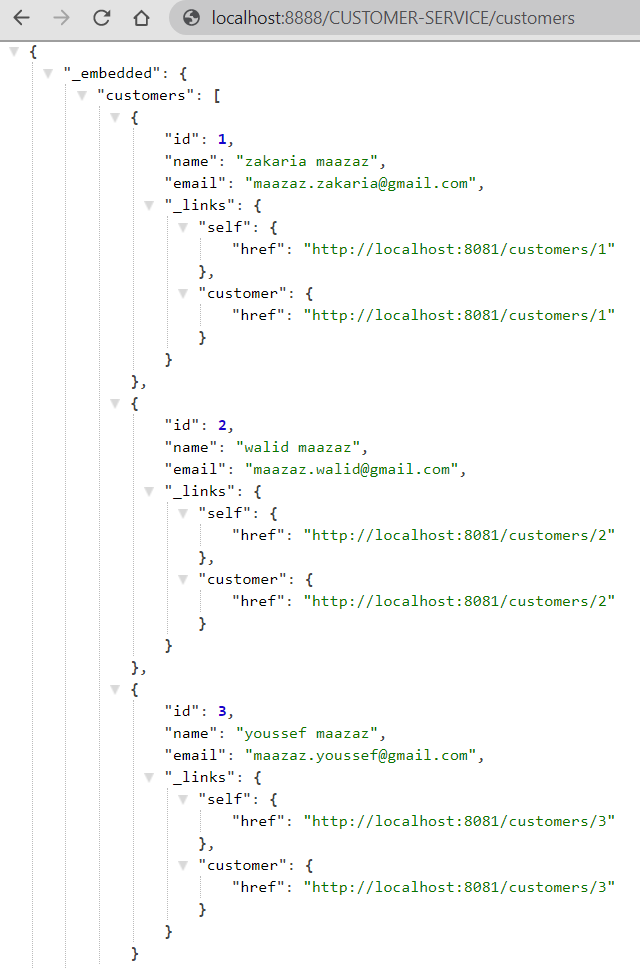 localhost:8888/CUSTOMER-SERVICE/customers
{
"_embedded": {
"customers": [
{
"id": 1,
"name": "zakaria maazaz",
"email": "maazaz.zakaria@gmail.com",
"_links": {
"self": {
"href": "http://localhost:8081/customers/1"
},
"customer": {
"href": "http://localhost:8081/customers/1"
}
}
},
{
"id": 2,
"name": "walid maazaz",
"email": "maazaz.walid@gmail.com",
"_links": {
"self": {
"href": "http://localhost:8081/customers/2"
},
"customer": {
"href": "http://localhost:8081/customers/2"
}
}
},
{
"id": 3,
"name": "youssef maazaz",
"email": "maazaz.youssef@gmail.com",
"_links": {
"self": {
"href": "http://localhost:8081/customers/3"
},
"customer": {
"href": "http://localhost:8081/customers/3"
}
}
}